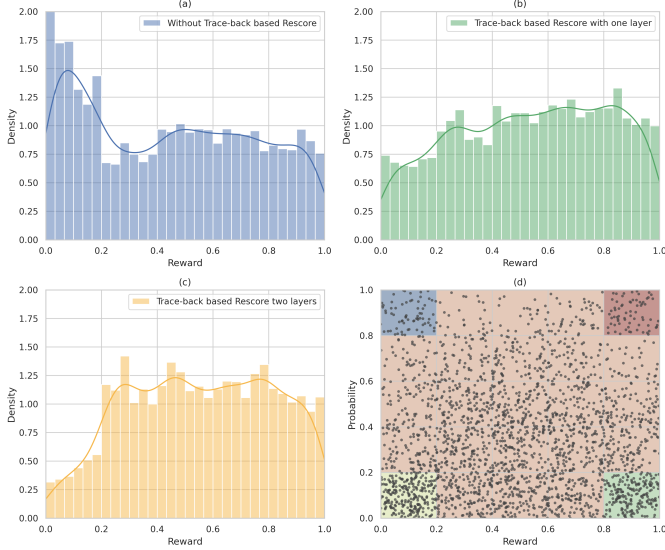 (a)
Without Trace-back based Rescore
2.00
1.75
1.50
1.25
1.00
0.75
0.50
0.25
0.00
Density
0.0 0.2 0.4 0.6 0.8 1.0
Reward
(b)
Trace-back based Rescore with one layer
2.00
1.75
1.50
1.25
1.00
0.75
0.50
0.25
0.00
Density
0.0 0.2 0.4 0.6 0.8 1.0
Reward
(c)
Trace-back based Rescore two layers
2.00
1.75
1.50
1.25
1.00
0.75
0.50
0.25
0.00
Density
0.0 0.2 0.4 0.6 0.8 1.0
Reward
(d)
1.0
0.8
0.6
0.4
0.2
0.0
Probability
0.0 0.2 0.4 0.6 0.8 1.0
Reward